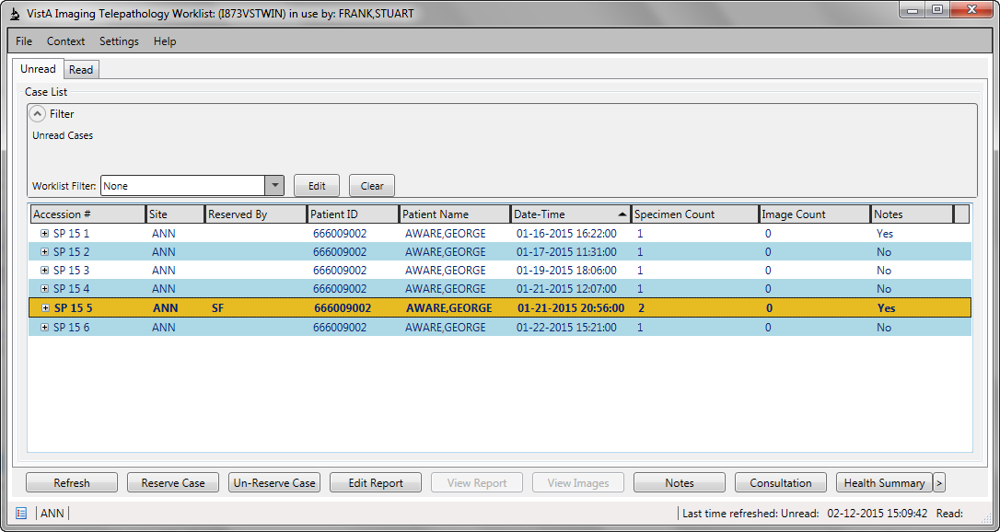 VistA Imaging Telepathology Worklist: (I873VSTWIN) in use by: FRANK,STUART
File Context Settings Help
Unread Read
Case List
Filter
Unread Cases
Worklist Filter: None Edit Clear
Accession # Site Reserved By Patient ID Patient Name Date-Time Specimen Count Image Count Notes
SP 15 1 ANN 666009002 AWARE,GEORGE 01-16-2015 16:22:00 1 0 Yes
SP 15 2 ANN 666009002 AWARE,GEORGE 01-17-2015 11:31:00 1 0 No
SP 15 3 ANN 666009002 AWARE,GEORGE 01-19-2015 18:06:00 1 0 No
SP 15 4 ANN 666009002 AWARE,GEORGE 01-21-2015 12:07:00 1 0 No
SP 15 5 ANN SF 666009002 AWARE,GEORGE 01-21-2015 20:56:00 2 0 Yes
SP 15 6 ANN 666009002 AWARE,GEORGE 01-22-2015 15:21:00 1 0 No
Refresh Reserve Case Un-Reserve Case Edit Report View Report View Images Notes Consultation Health Summary >
ANN Last time refreshed: Unread: 02-12-2015 15:09:42 Read: